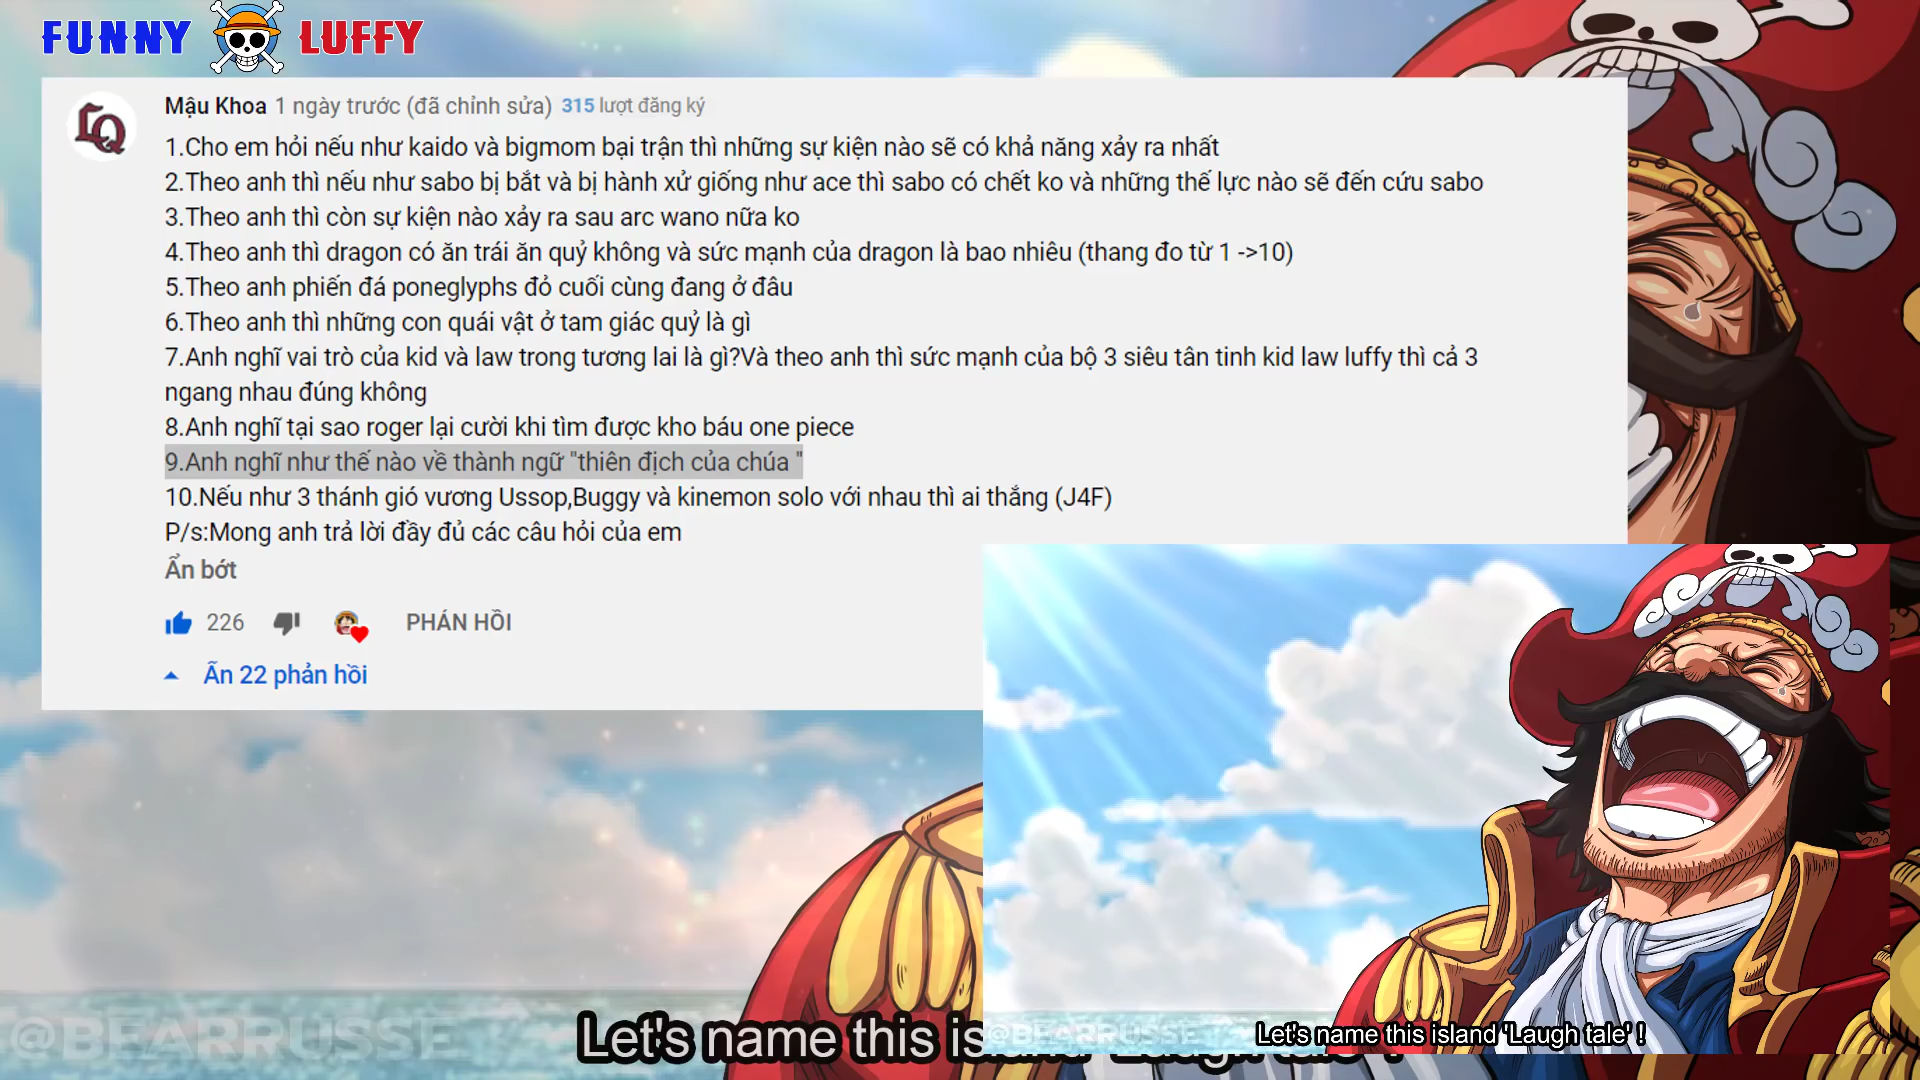 FUNNY LUFFY
Mậu Khoa 1 ngày trước (đã chỉnh sửa) 315 lượt đăng ký
1.Cho em hỏi nếu như kaido và bigmom bại trận thì những sự kiện nào sẽ có khả năng xảy ra nhất
2.Theo anh thì nếu như sabo bị bắt và bị hành xử giống như ace thì sabo có chết ko và những thế lực nào sẽ đến cứu sabo
3.Theo anh thì còn sự kiện nào xảy ra sau arc wano nữa ko
4.Theo anh thì dragon có ăn trái ăn quỷ không và sức mạnh của dragon là bao nhiêu (thang đo từ 1 ->10)
5.Theo anh phiến đá poneglyphs đỏ cuối cùng đang ở đâu
6.Theo anh thì những con quái vật ở tam giác quỷ là gì
7.Anh nghĩ vai trò của kid và law trong tương lai là gì?Và theo anh thì sức mạnh của bộ 3 siêu tân tinh kid law luffy thì cả 3
ngang nhau đúng không
8.Anh nghĩ tại sao roger lại cười khi tìm được kho báu one piece
9.Anh nghĩ như thế nào về thành ngữ "thiên địch của chúa "
10.Nếu như 3 thánh gió vương Ussop,Buggy và kinemon solo với nhau thì ai thắng (J4F)
P/s:Mong anh trả lời đầy đủ các câu hỏi của em
Ẩn bớt
226 PHẢN HỒI
Ẩn 22 phản hồi
@BEARRUSSE
Let's name this
@BEARRUSSE
Let's name this island 'Laugh tale' !